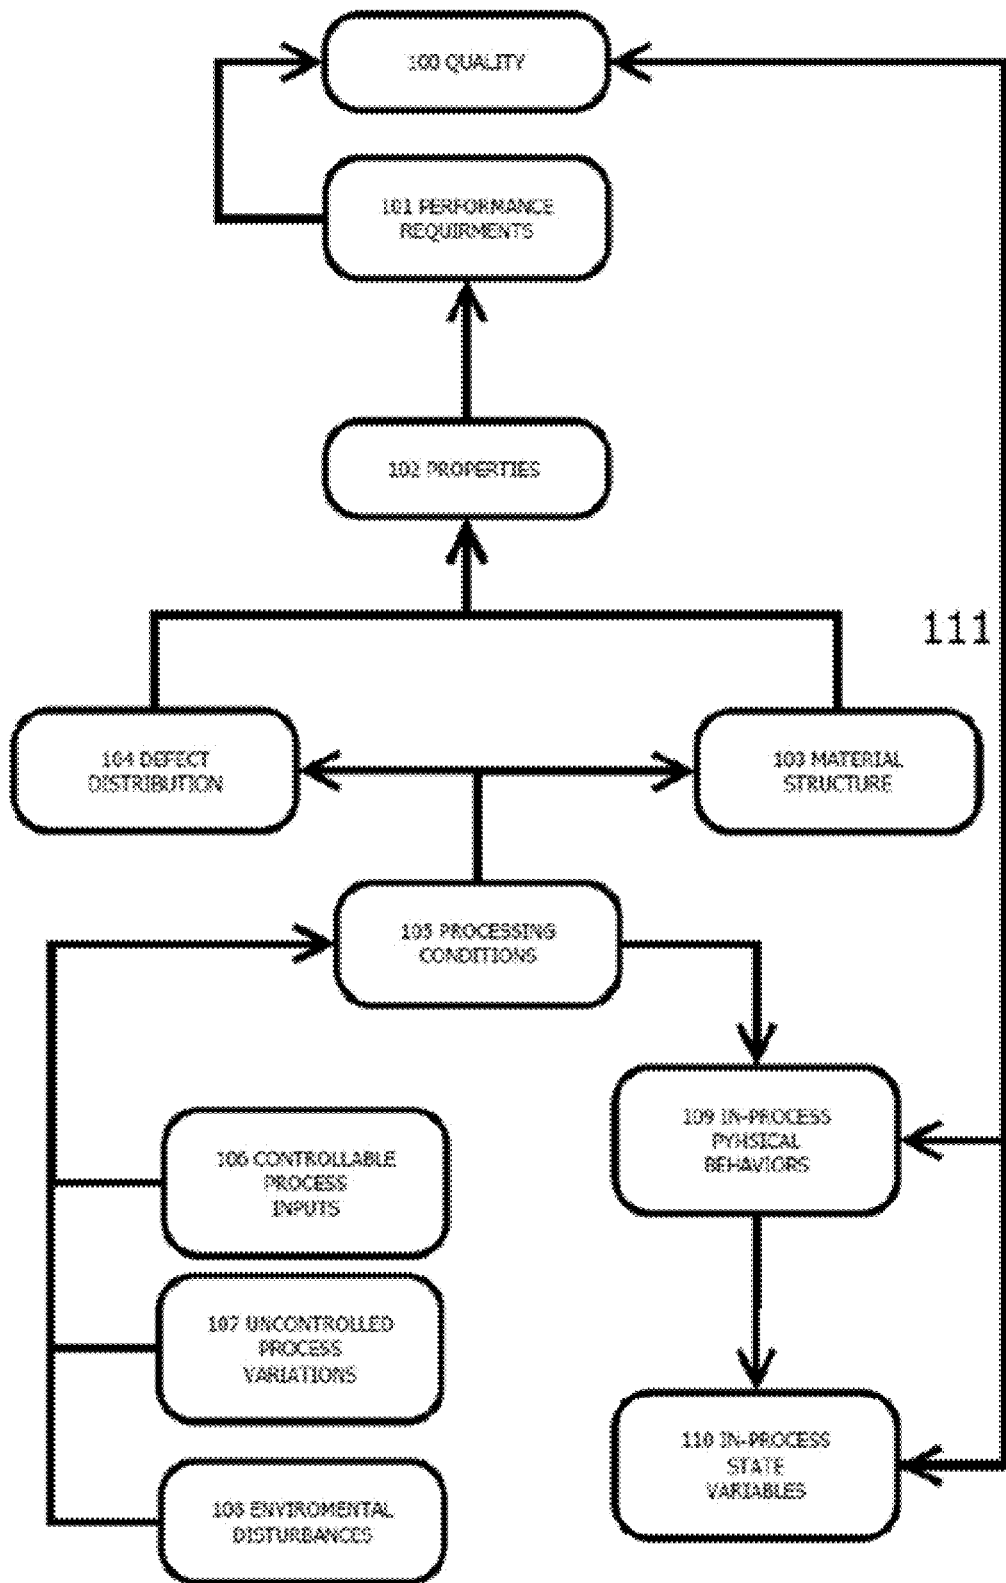 100 QUALITY
101 PERFORMANCE
REQUIRMENTS
102 PROPERTIES
111
104 DEFECT
DISTRIBUTION
103 MATERIAL
STRUCTURE
105 PROCESSING
CONDITIONS
109 IN-PROCESS
PYHSICAL
BEHAVIORS
106 CONTROLLABLE
PROCESS
INPUTS
107 UNCONTROLLED
PROCESS
VARIATIONS
110 IN-PROCESS
STATE
VARIABLES
108 ENVIROMENTAL
DISTURBANCES